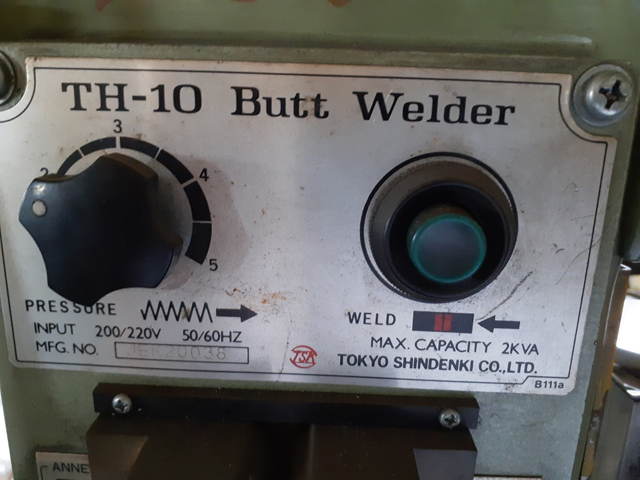 TH-10 Butt Welder
2 3 4 5
PRESSURE
INPUT 200/220V 50/60HZ
MFG. NO.
WELD
MAX. CAPACITY 2KVA
TSK
TOKYO SHINDENKI CO.,LTD.
B111a